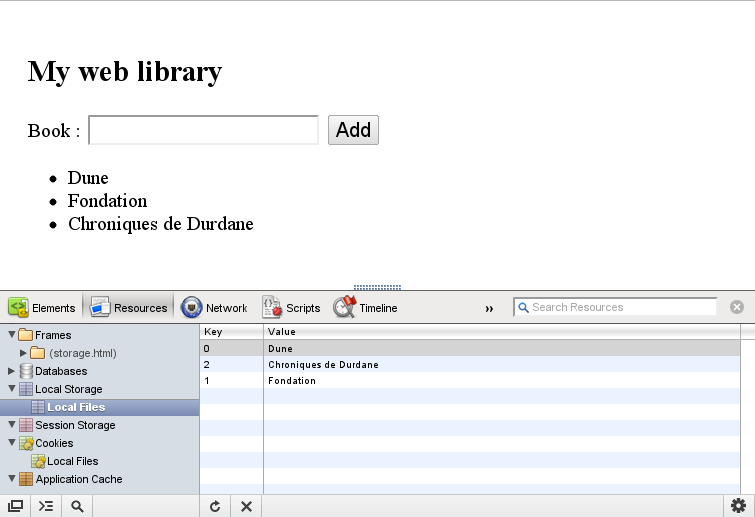 My web library
Book : Add
Dune
Fondation
Chroniques de Durdane
Elements Resources Network Scripts Timeline » Search Resources
Frames
(storage.html)
Databases
Local Storage
Local Files
Session Storage
Cookies
Local Files
Application Cache
Key Value
0 Dune
2 Chroniques de Durdane
1 Fondation